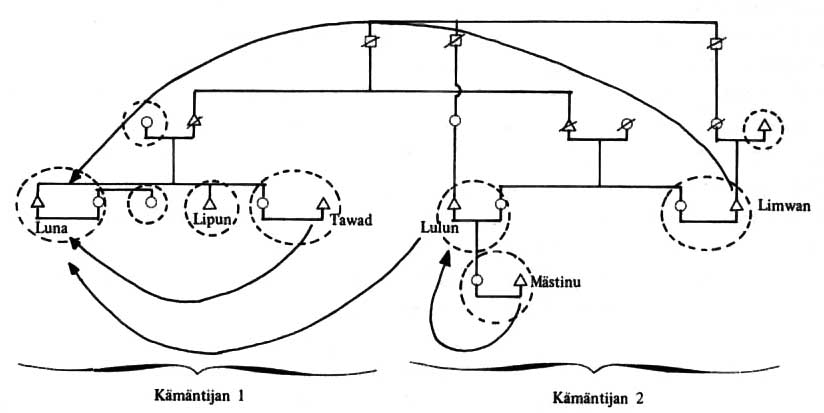 Luna
Lipun
Tawad
Lulun
Limwan
Mästinu
Kämäntijan 1
Kämäntijan 2